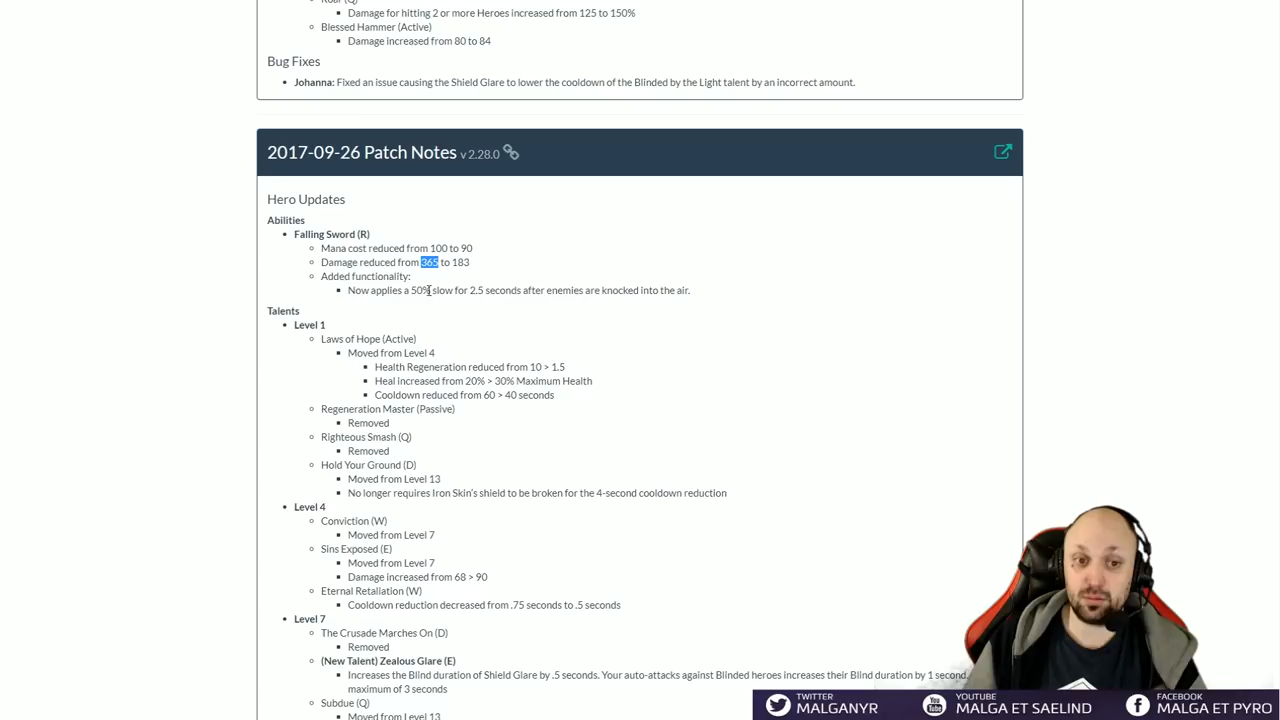 Roar (Q)
Damage for hitting 2 or more Heroes increased from 125 to 150%
Blessed Hammer (Active)
Damage increased from 80 to 84
Bug Fixes
Johanna: Fixed an issue causing the Shield Glare to lower the cooldown of the Blinded by the Light talent by an incorrect amount.
2017-09-26 Patch Notes v 2.28.0
Hero Updates
Abilities
Falling Sword (R)
Mana cost reduced from 100 to 90
Damage reduced from 365 to 183
Added functionality:
Now applies a 50% slow for 2.5 seconds after enemies are knocked into the air.
Talents
Level 1
Laws of Hope (Active)
Moved from Level 4
Health Regeneration reduced from 10 > 1.5
Heal increased from 20% > 30% Maximum Health
Cooldown reduced from 60 > 40 seconds
Regeneration Master (Passive)
Removed
Righteous Smash (Q)
Removed
Hold Your Ground (D)
Moved from Level 13
No longer requires Iron Skin's shield to be broken for the 4-second cooldown reduction
Level 4
Conviction (W)
Moved from Level 7
Sins Exposed (E)
Moved from Level 7
Damage increased from 68 > 90
Eternal Retaliation (W)
Cooldown reduction decreased from .75 seconds to .5 seconds
Level 7
The Crusade Marches On (D)
Removed
(New Talent) Zealous Glare (E)
Increases the Blind duration of Shield Glare by .5 seconds. Your auto-attacks against Blinded heroes increases their Blind duration by 1 second,
maximum of 3 seconds
Subdue (Q)
Moved from Level 13
TWITTER
MALGANYR
YOUTUBE
MALGA ET SAELIND
FACEBOOK
MALGA ET PYRO